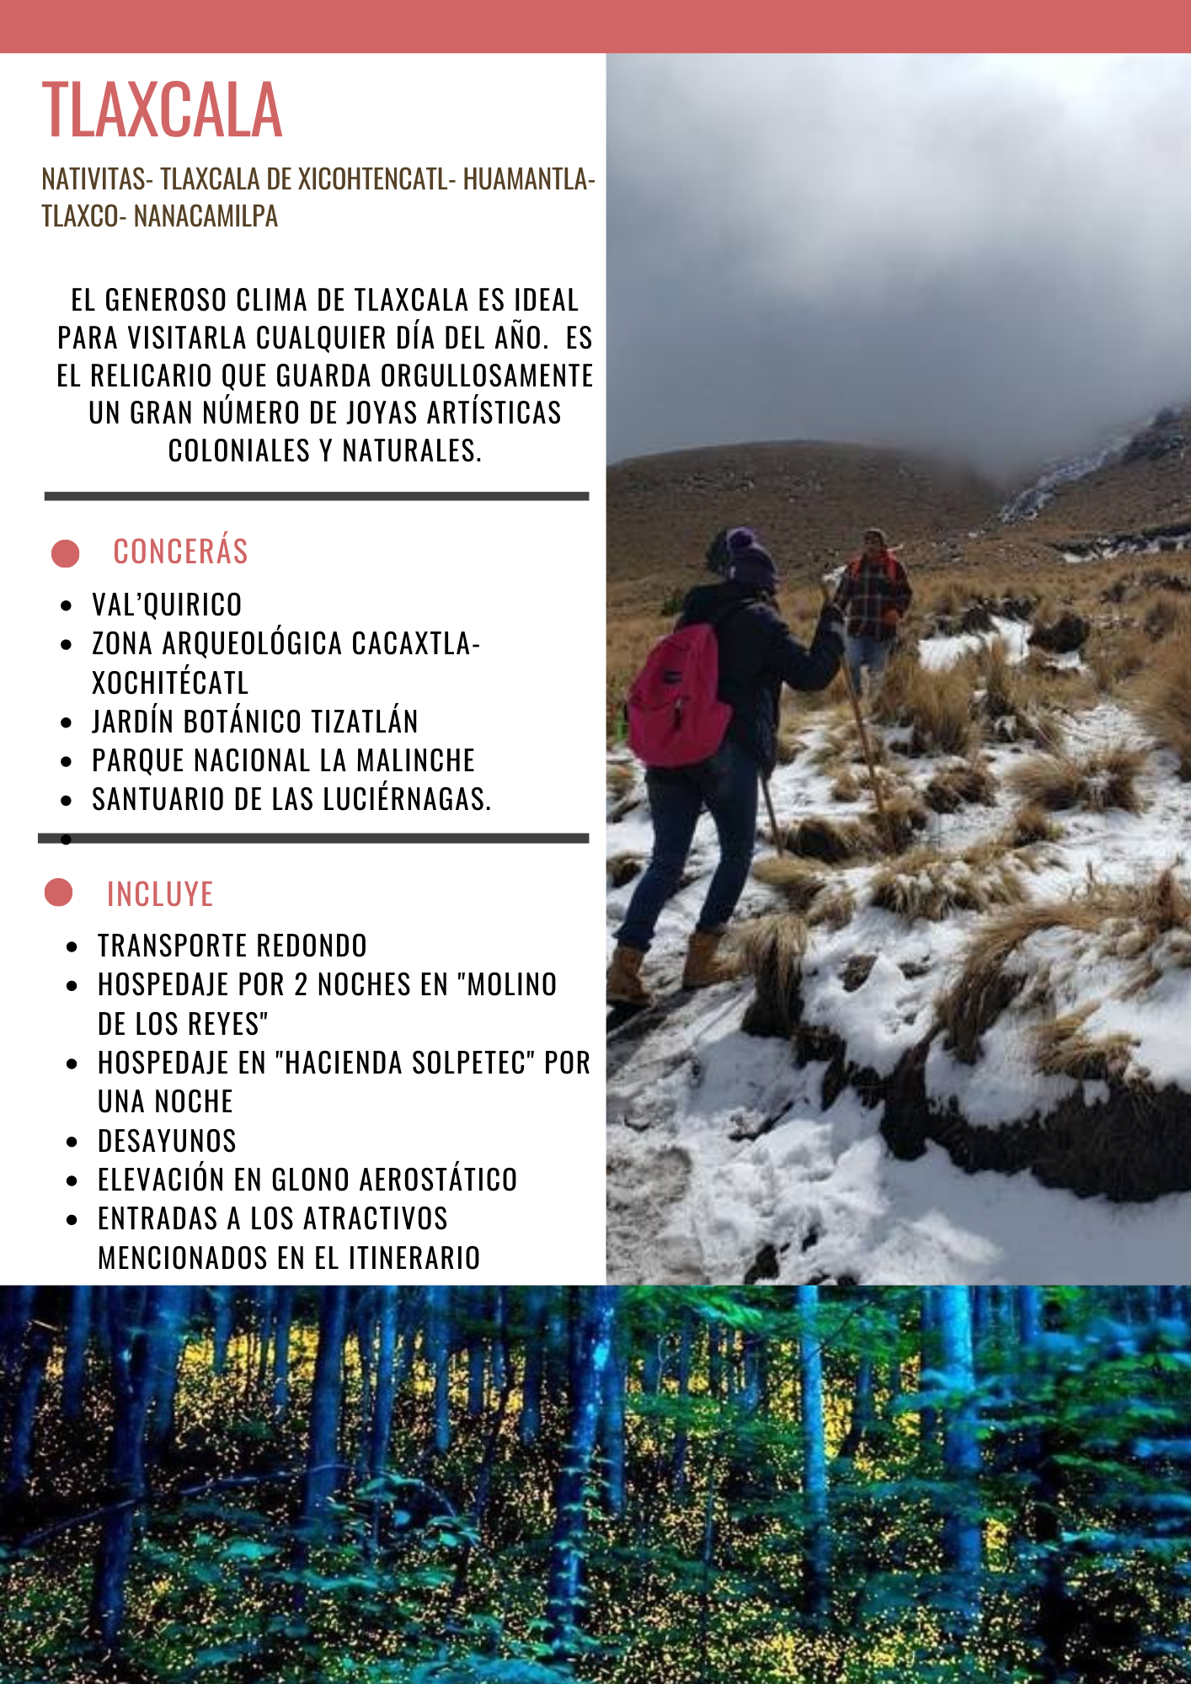 TLAXCALA
NATIVITAS- TLAXCALA DE XICOHTENCATL- HUAMANTLA-
TLAXCO- NANACAMILPA
EL GENEROSO CLIMA DE TLAXCALA ES IDEAL
PARA VISITARLA CUALQUIER DÍA DEL AÑO. ES
EL RELICARIO QUE GUARDA ORGULLOSAMENTE
UN GRAN NÚMERO DE JOYAS ARTÍSTICAS
COLONIALES Y NATURALES.
CONCERÁS
• VAL’QUIRICO
• ZONA ARQUEOLÓGICA CACAXTLA-
XOCHITÉCATL
• JARDÍN BOTÁNICO TIZATLÁN
• PARQUE NACIONAL LA MALINCHE
• SANTUARIO DE LAS LUCIÉRNAGAS.
INCLUYE
• TRANSPORTE REDONDO
• HOSPEDAJE POR 2 NOCHES EN "MOLINO
DE LOS REYES"
• HOSPEDAJE EN "HACIENDA SOLPETEC" POR
UNA NOCHE
• DESAYUNOS
• ELEVACIÓN EN GLONO AEROSTÁTICO
• ENTRADAS A LOS ATRACTIVOS
MENCIONADOS EN EL ITINERARIO